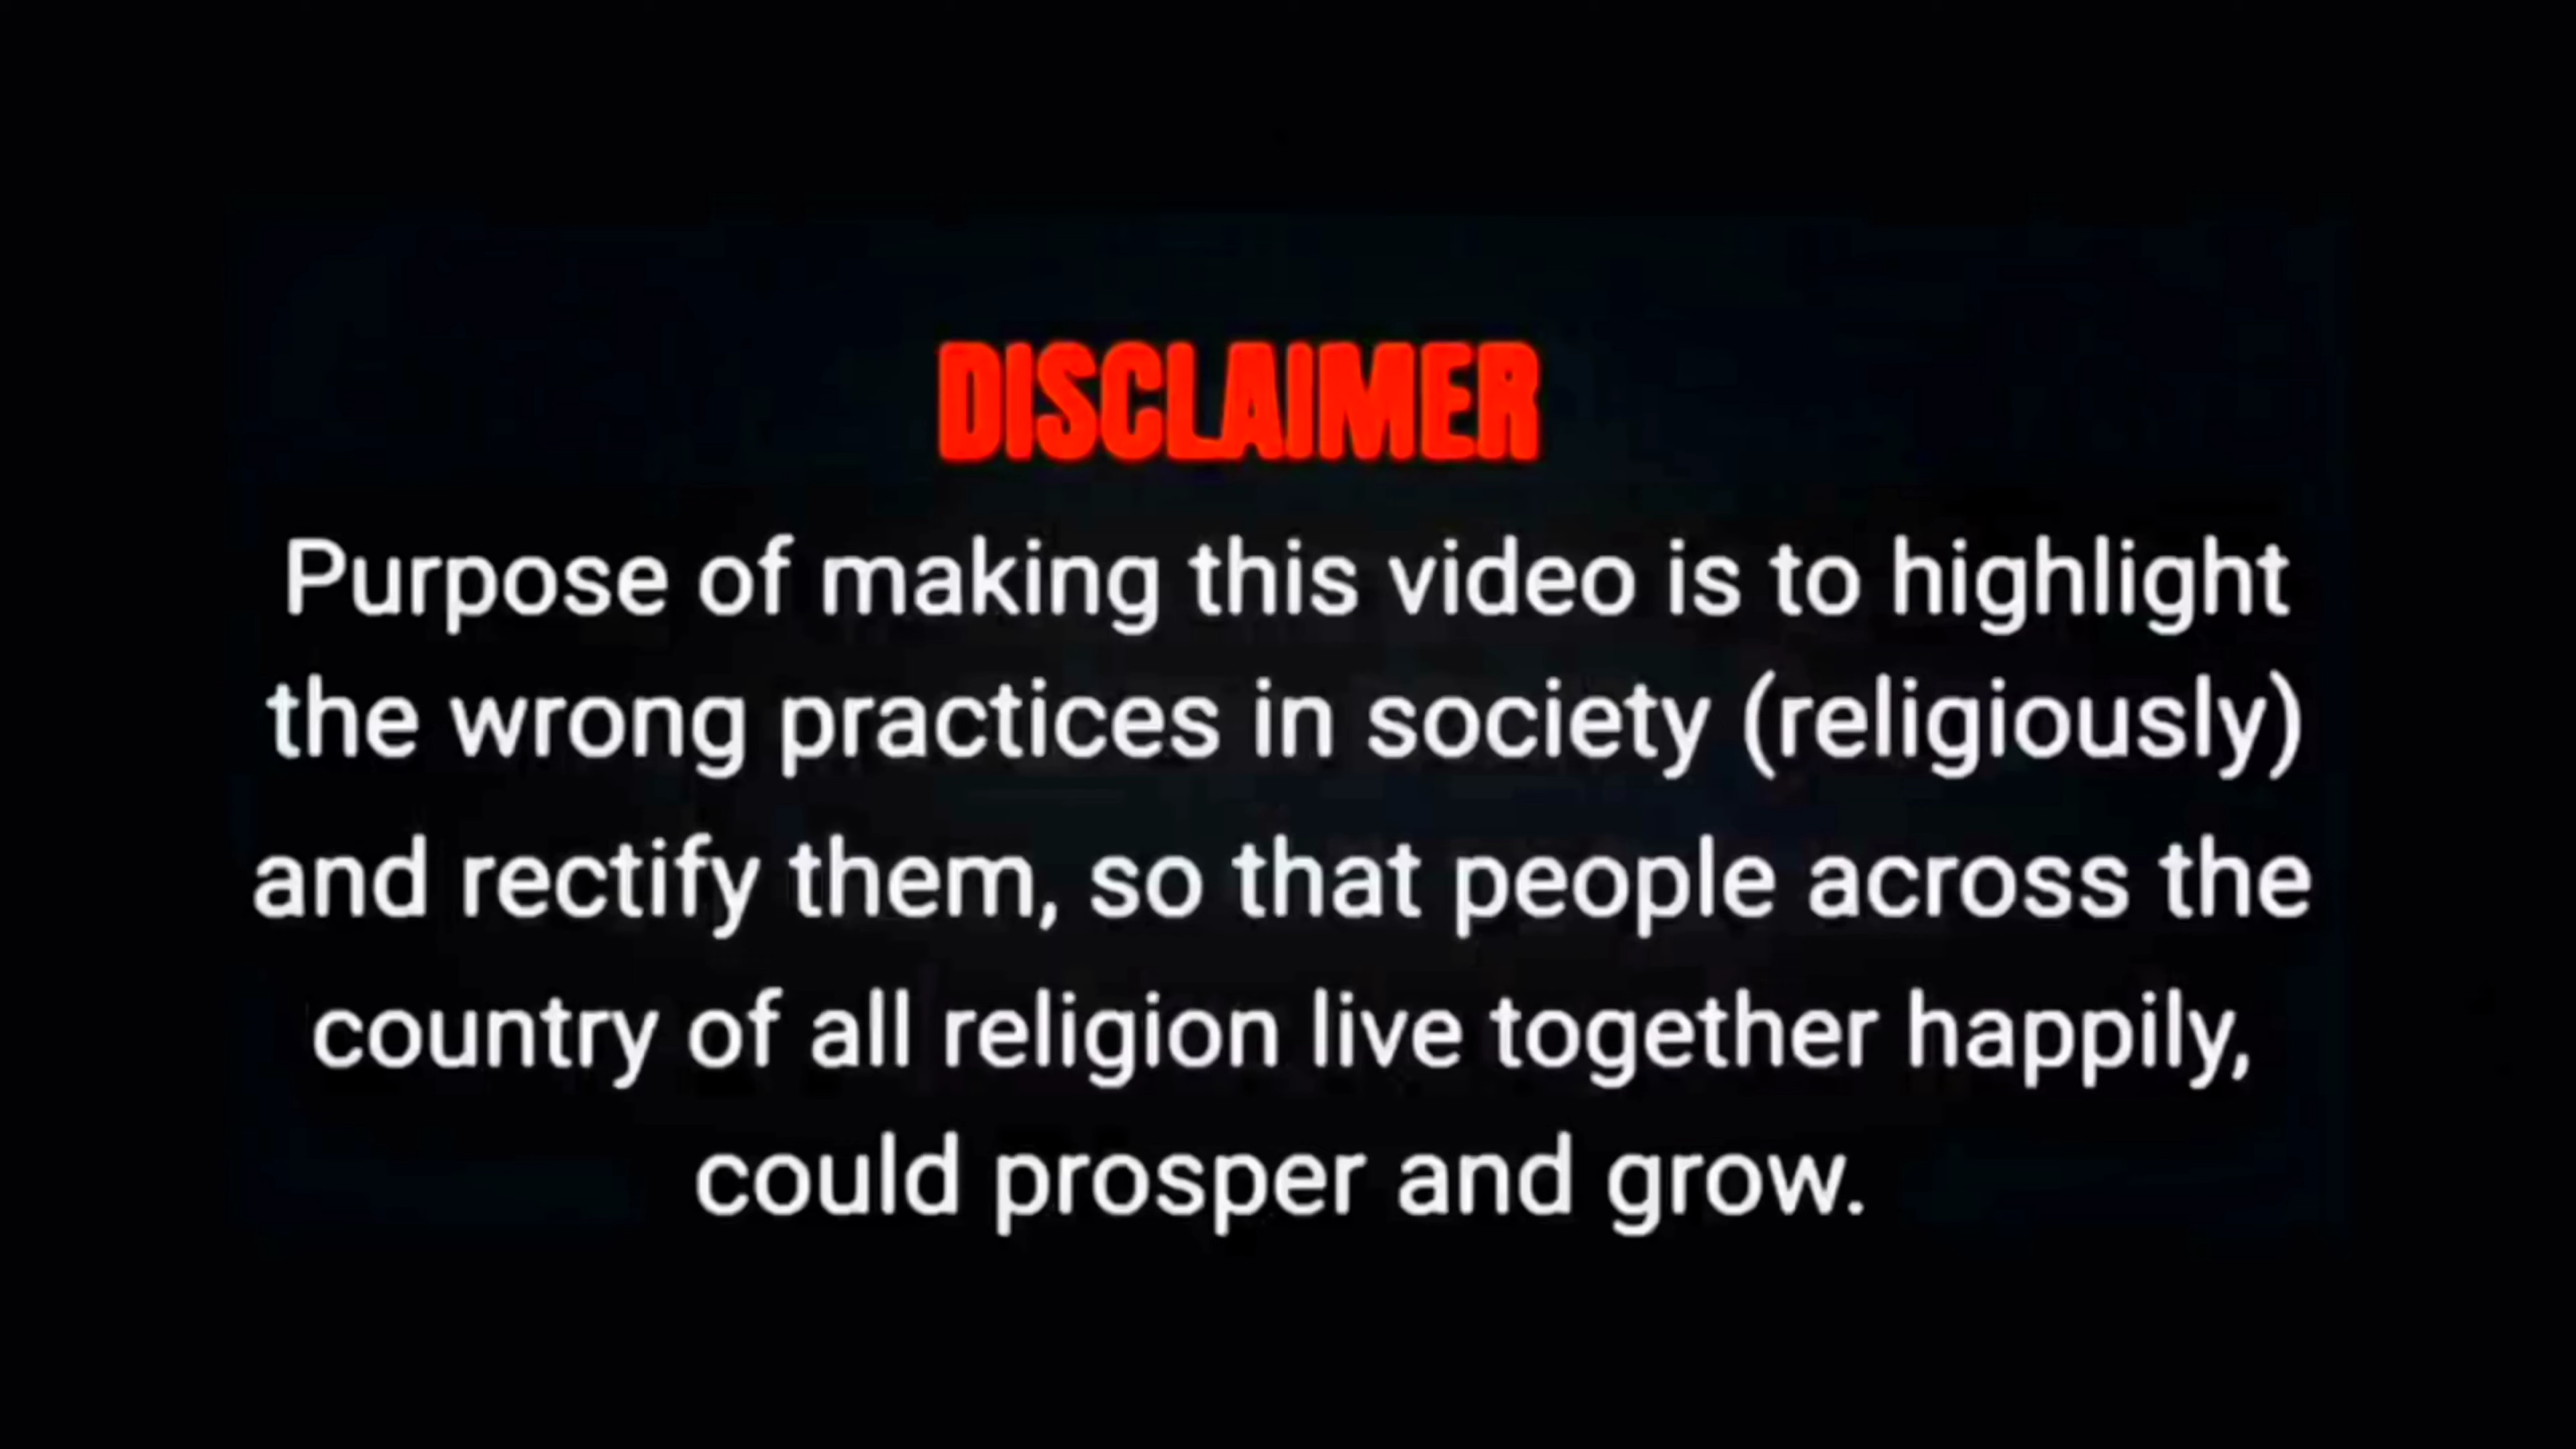 DISCLAIMER
Purpose of making this video is to highlight
the wrong practices in society (religiously)
and rectify them, so that people across the
country of all religion live together happily,
could prosper and grow.